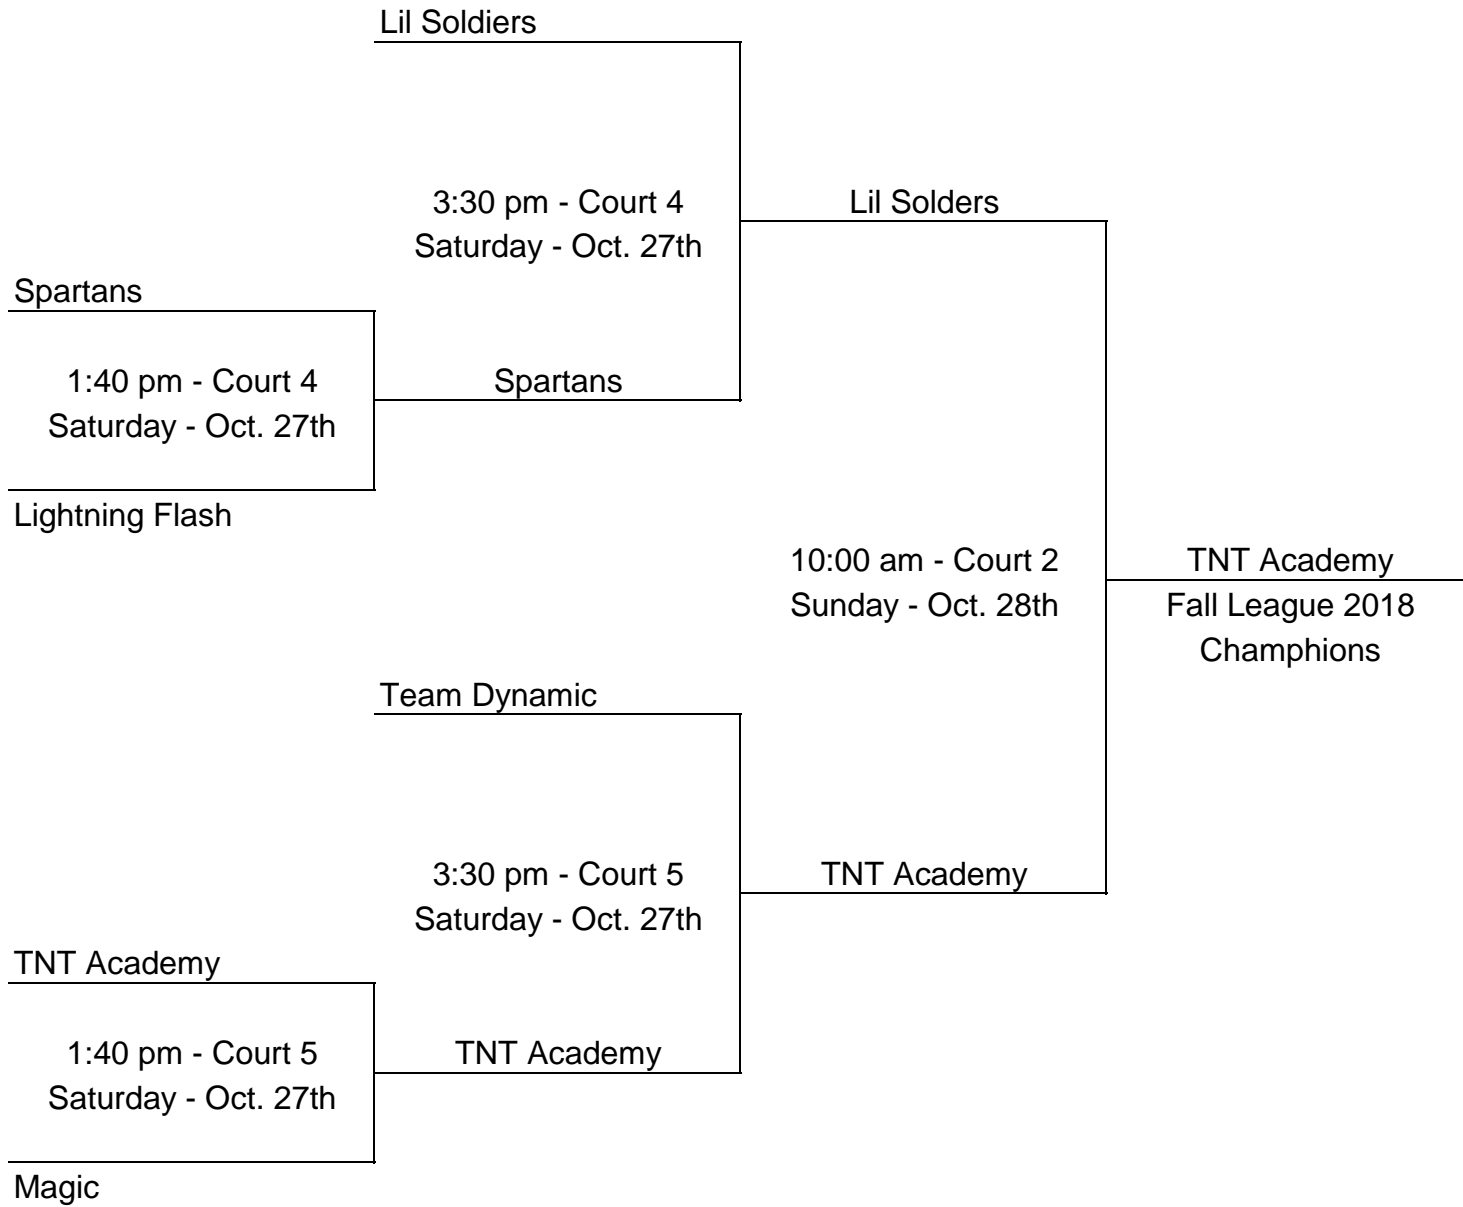 Lil Soldiers
3:30 pm - Court 4
Saturday - Oct. 27th
Lil Solders
Spartans
1:40 pm - Court 4
Saturday - Oct. 27th
Spartans
Lightning Flash
10:00 am - Court 2
Sunday - Oct. 28th
TNT Academy
Fall League 2018
Champhions
Team Dynamic
3:30 pm - Court 5
Saturday - Oct. 27th
TNT Academy
TNT Academy
1:40 pm - Court 5
Saturday - Oct. 27th
TNT Academy
Magic